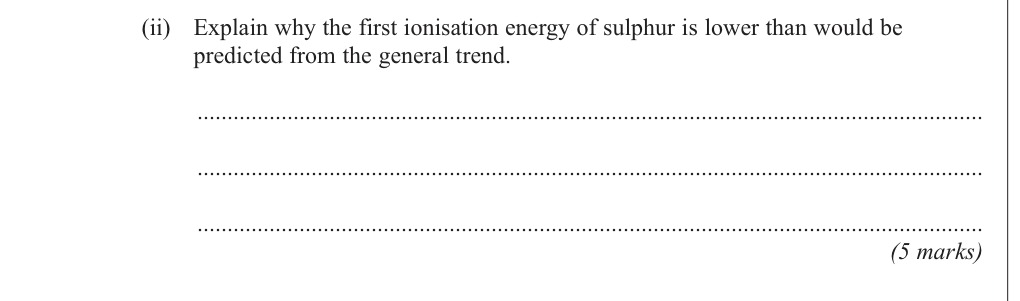 (ii) Explain why the first ionisation energy of sulphur is lower than would be
predicted from the general trend.
................................................................................................................................
................................................................................................................................
................................................................................................................................
(5 marks)